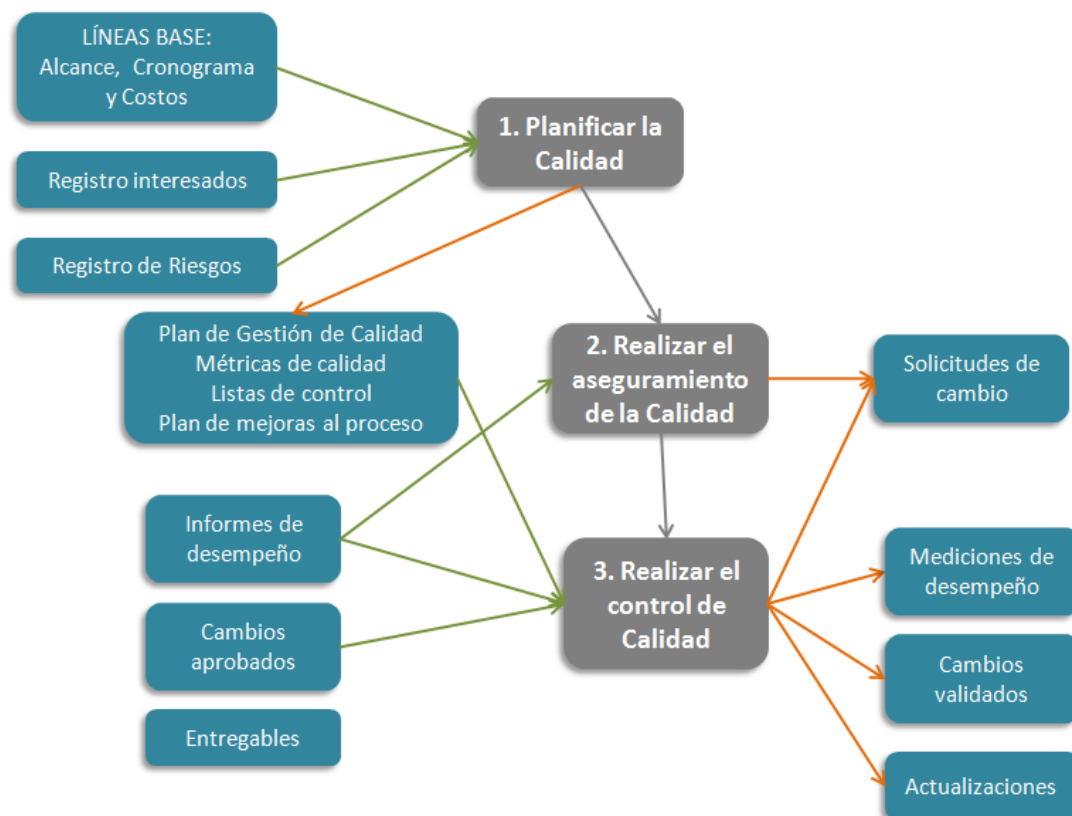 LÍNEAS BASE:
Alcance, Cronograma
y Costos
1. Planificar la
Calidad
Registro interesados
Registro de Riesgos
Plan de Gestión de Calidad
Métricas de calidad
Listas de control
Plan de mejoras al proceso
2. Realizar el
aseguramiento
de la Calidad
Solicitudes de
cambio
Informes de
desempeño
3. Realizar el
control de
Calidad
Mediciones de
desempeño
Cambios
aprobados
Cambios
validados
Entregables
Actualizaciones